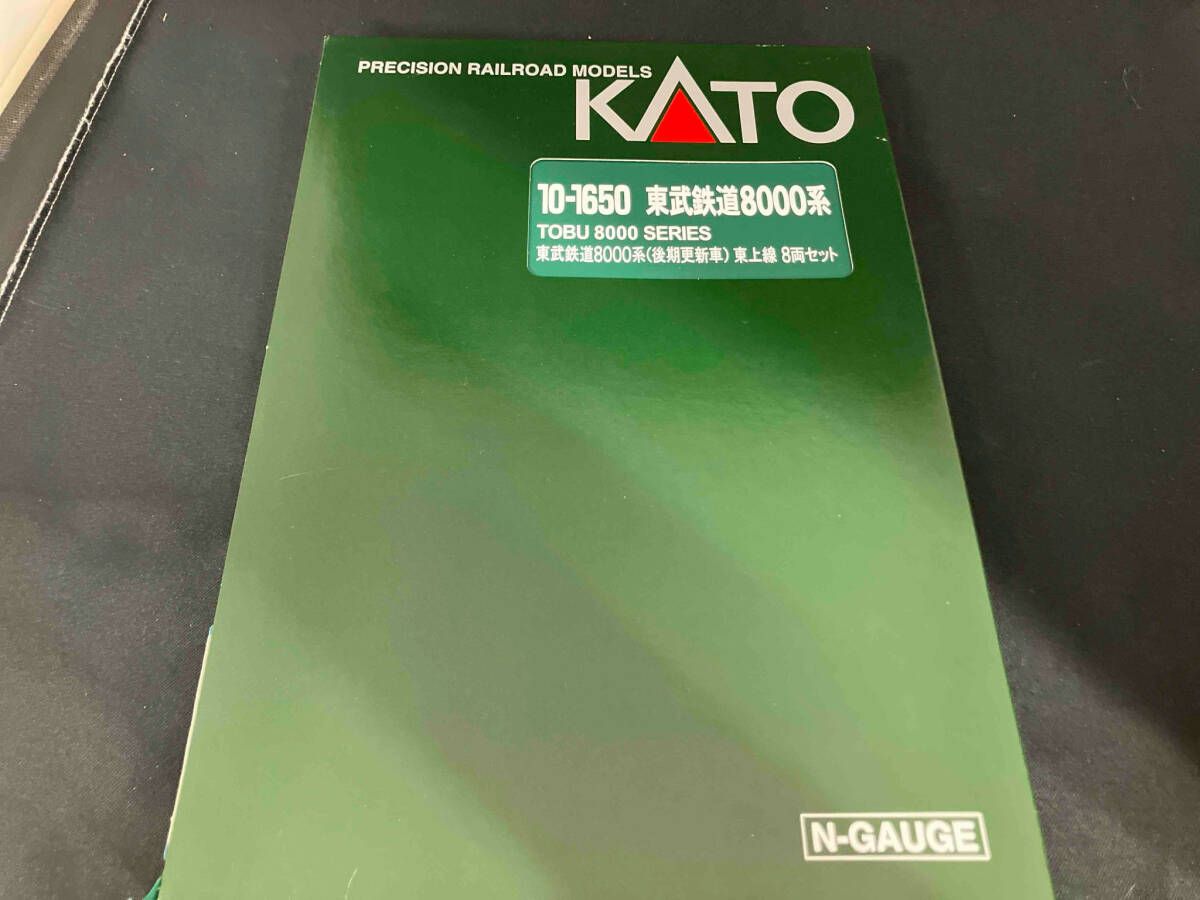 PRECISION RAILROAD MODELS
KATO
10-1650 東武鉄道8000系
TOBU 8000 SERIES
東武鉄道8000系(後期更新車) 東上線 8両セット
N-GAUGE